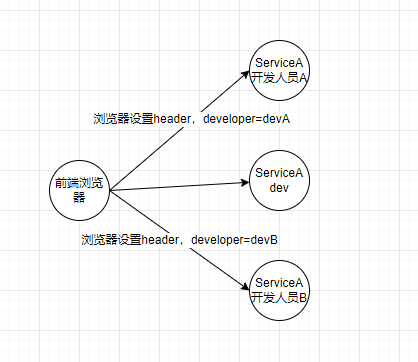 ServiceA
开发人员A
浏览器设置header，developer=devA
前端浏览
器
ServiceA
dev
浏览器设置header，developer=devB
ServiceA
开发人员B